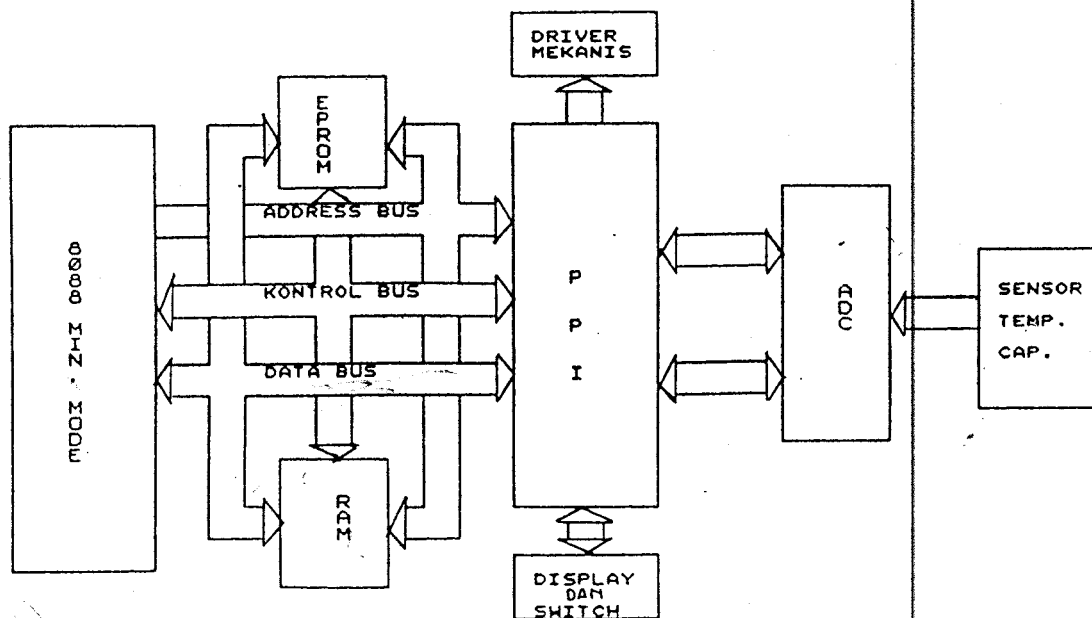 DRIVER
MEKANIS
EPROM
ADDRESS BUS
8088 MIN. MODE
KONTROL BUS
PPI
ADC
SENSOR
TEMP.
CAP.
DATA BUS
RAM
DISPLAY
DAN
SWITCH